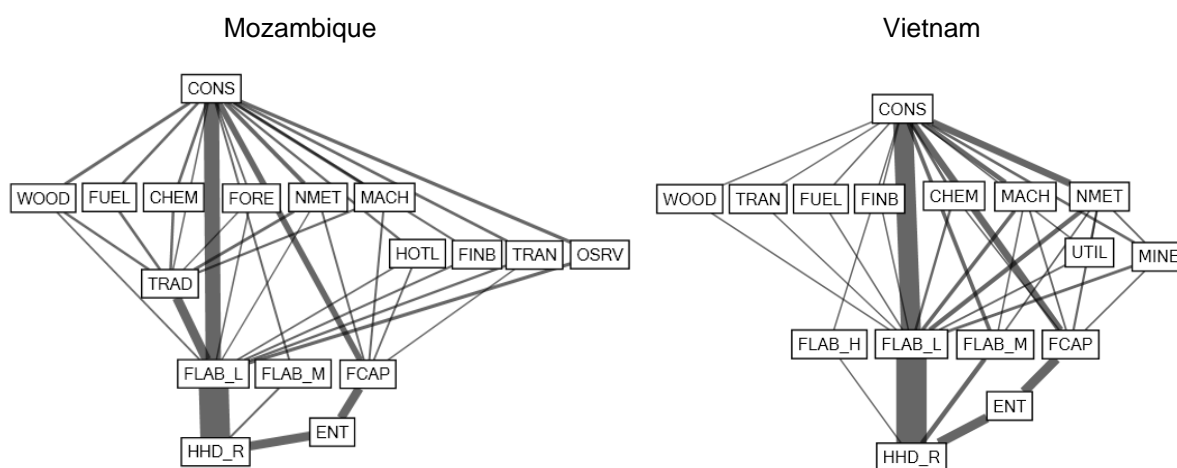 Mozambique
CONS
WOOD FUEL CHEM FORE NMET MACH
HOTL FINB TRAN OSRV
TRAD
FLAB_L FLAB_M FCAP
ENT
HHD_R
Vietnam
CONS
WOOD TRAN FUEL FINB CHEM MACH NMET
UTIL MINE
FLAB_H FLAB_L FLAB_M FCAP
ENT
HHD_R